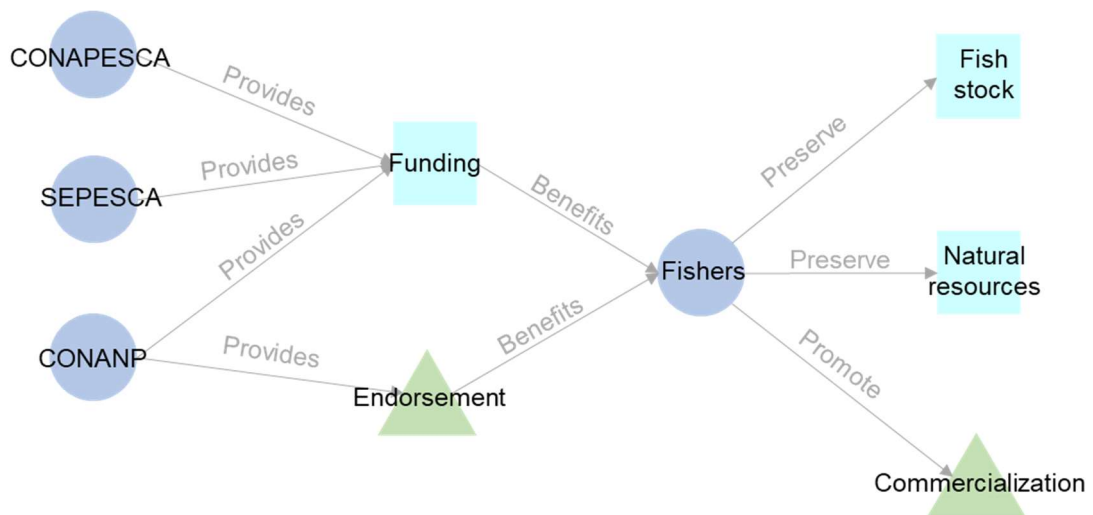 CONAPESCA
Provides
Funding
SEPESCA
Provides
Provides
CONANP
Provides
Endorsement
Benefits
Benefits
Fishers
Preserve
Fish
stock
Preserve
Natural
resources
Promote
Commercialization